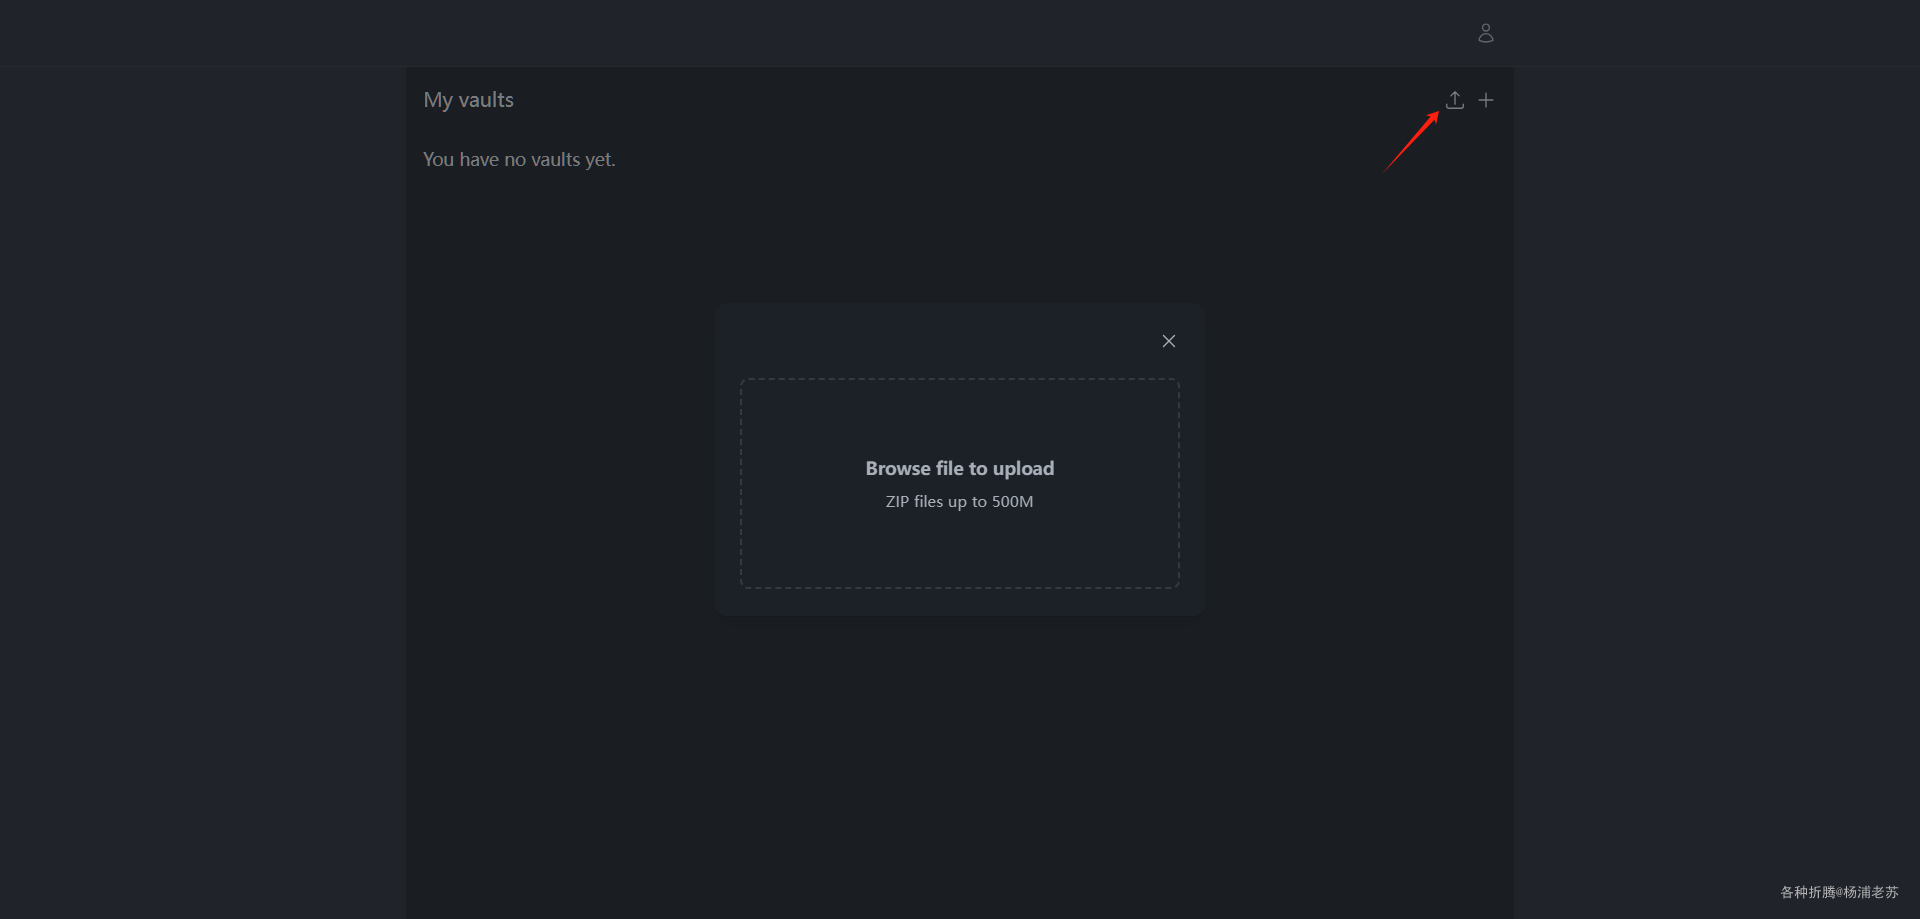 My vaults
You have no vaults yet.
Browse file to upload
ZIP files up to 500M
各种折腾@杨浦老苏